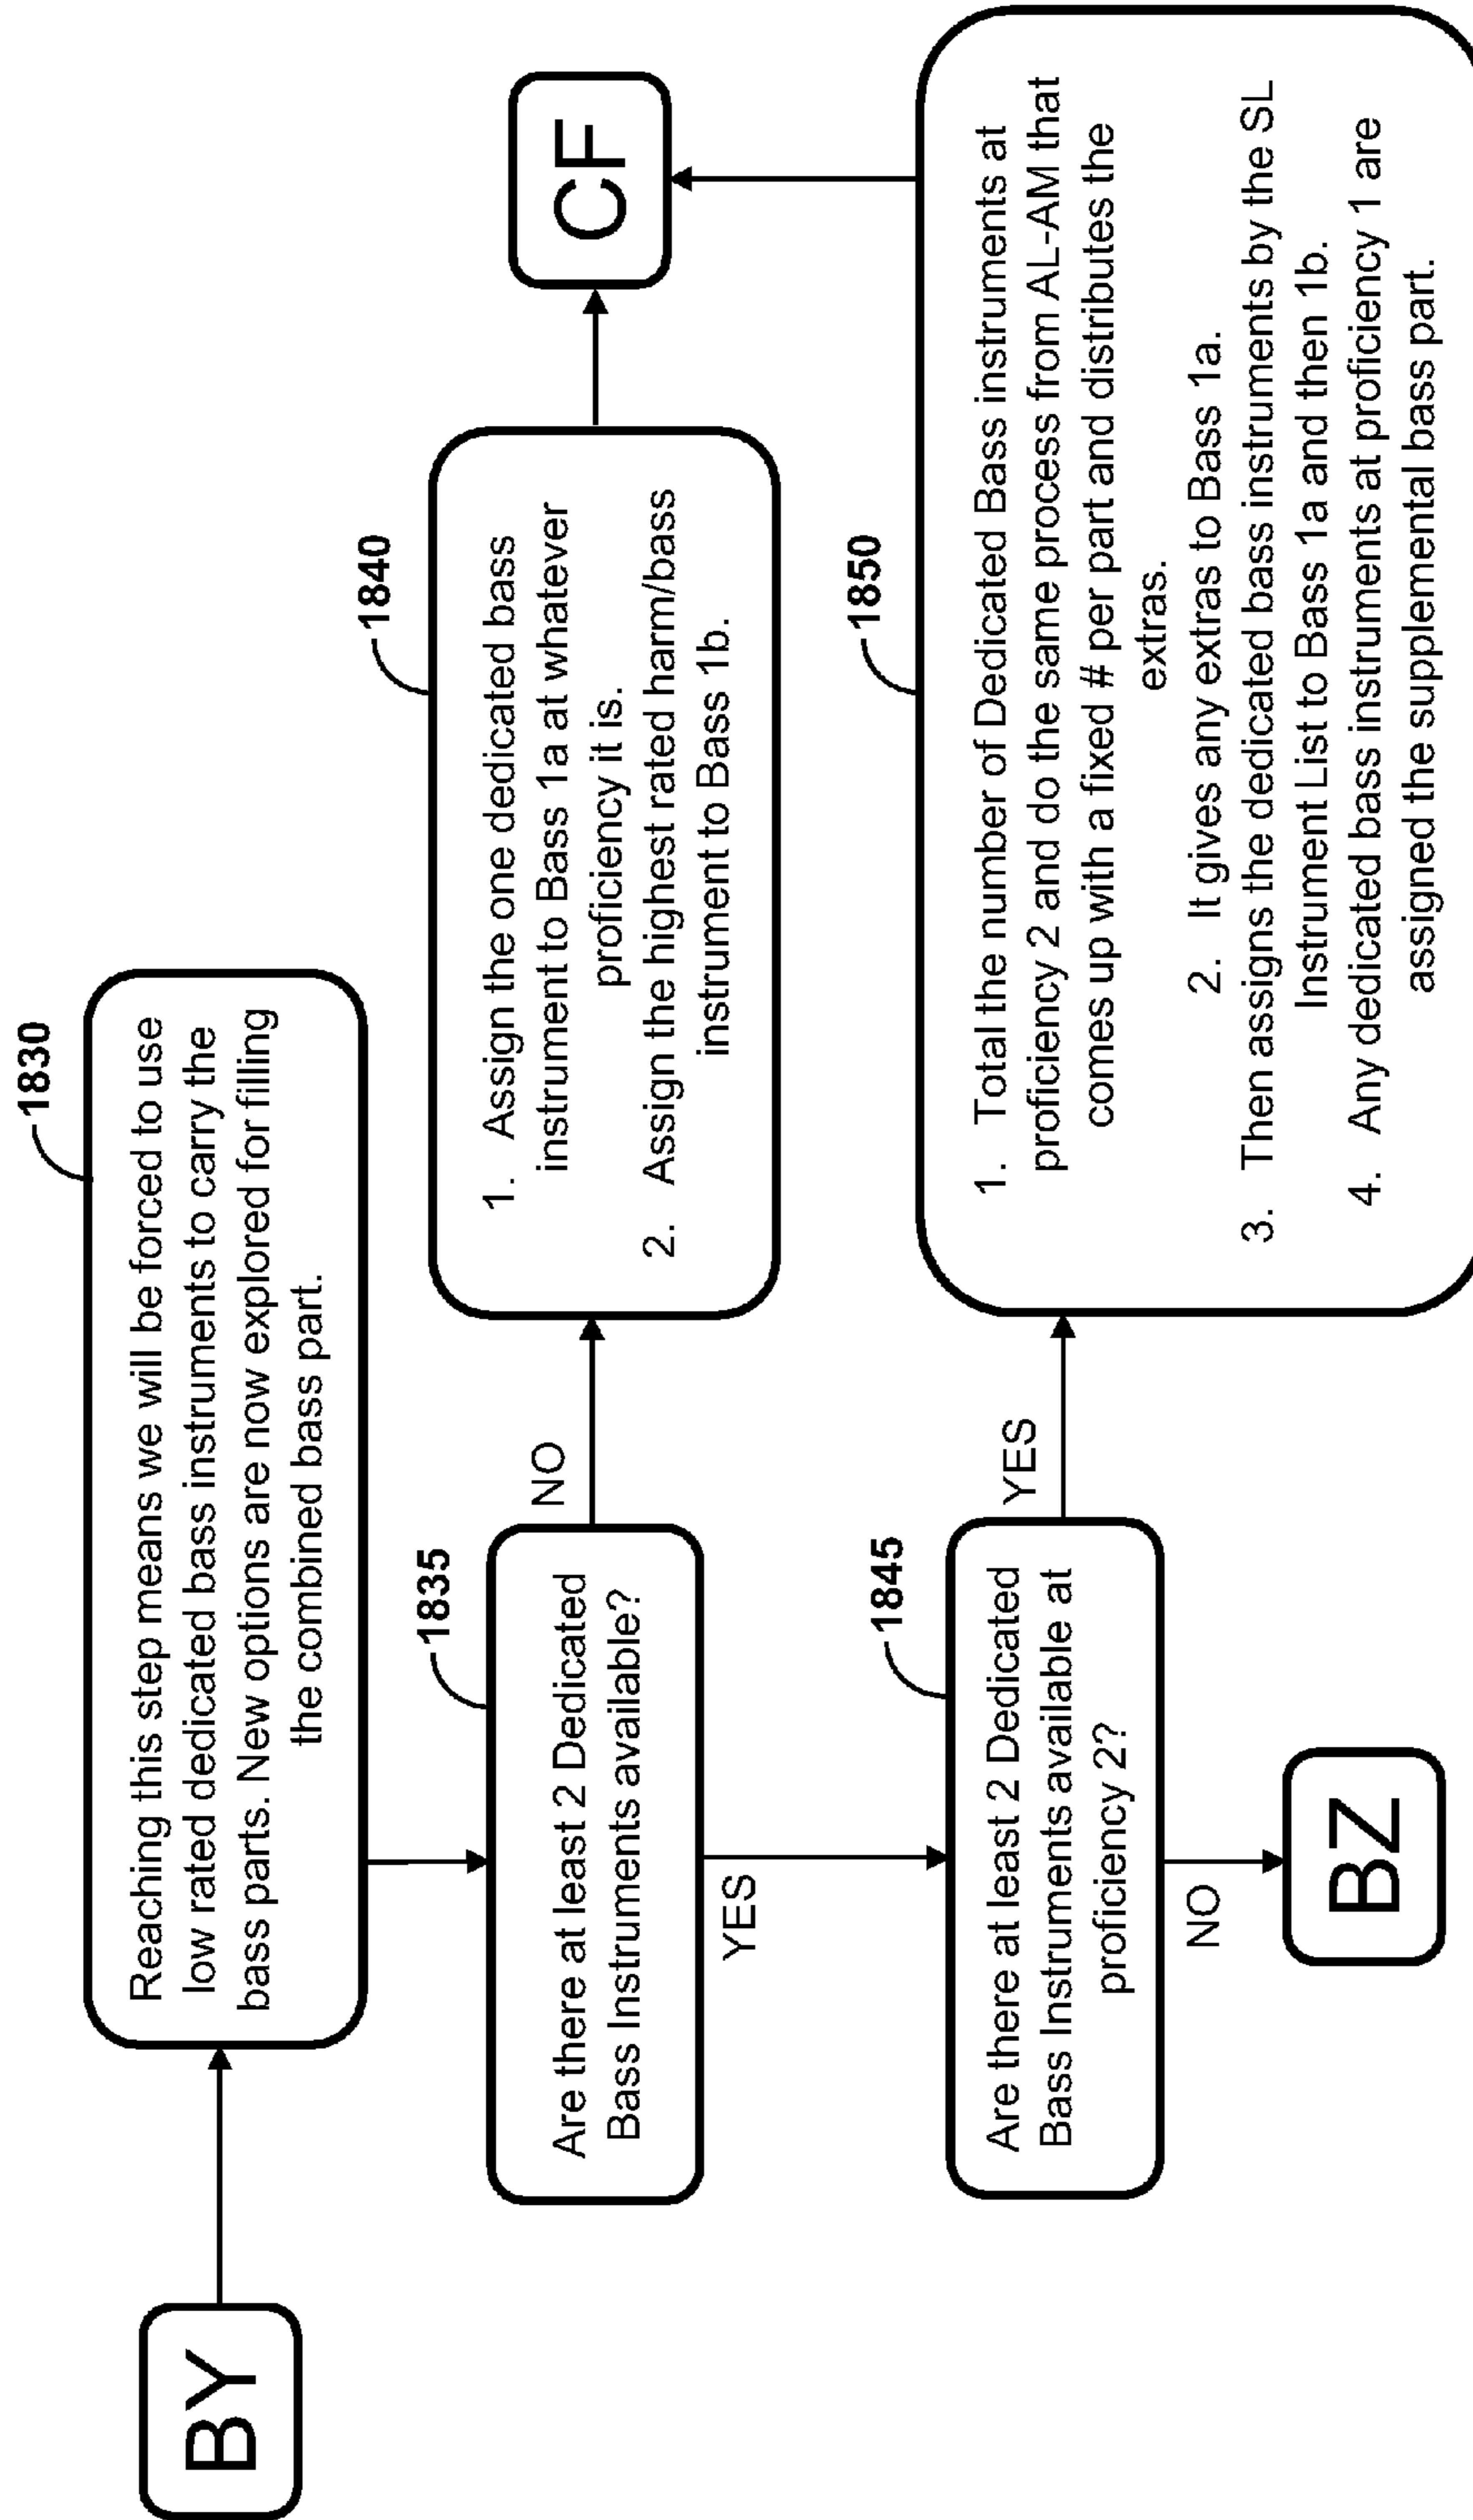 BY
1830
Reaching this step means we will be forced to use
low rated dedicated bass instruments to carry the
bass parts. New options are now explored for filling
the combined bass part.
1835
Are there at least 2 Dedicated
Bass Instruments available?
NO
YES
1840
1. Assign the one dedicated bass
instrument to Bass 1a at whatever
proficiency it is.
2. Assign the highest rated harm/bass
instrument to Bass 1b.
CF
1845
Are there at least 2 Dedicated
Bass Instruments available at
proficiency 2?
YES
NO
1850
1. Total the number of Dedicated Bass instruments at
proficiency 2 and do the same process from AL-AM that
comes up with a fixed # per part and distributes the
extras.
2. It gives any extras to Bass 1a.
3. Then assigns the dedicated bass instruments by the SL
Instrument List to Bass 1a and then 1b.
4. Any dedicated bass instruments at proficiency 1 are
assigned the supplemental bass part.
BZ